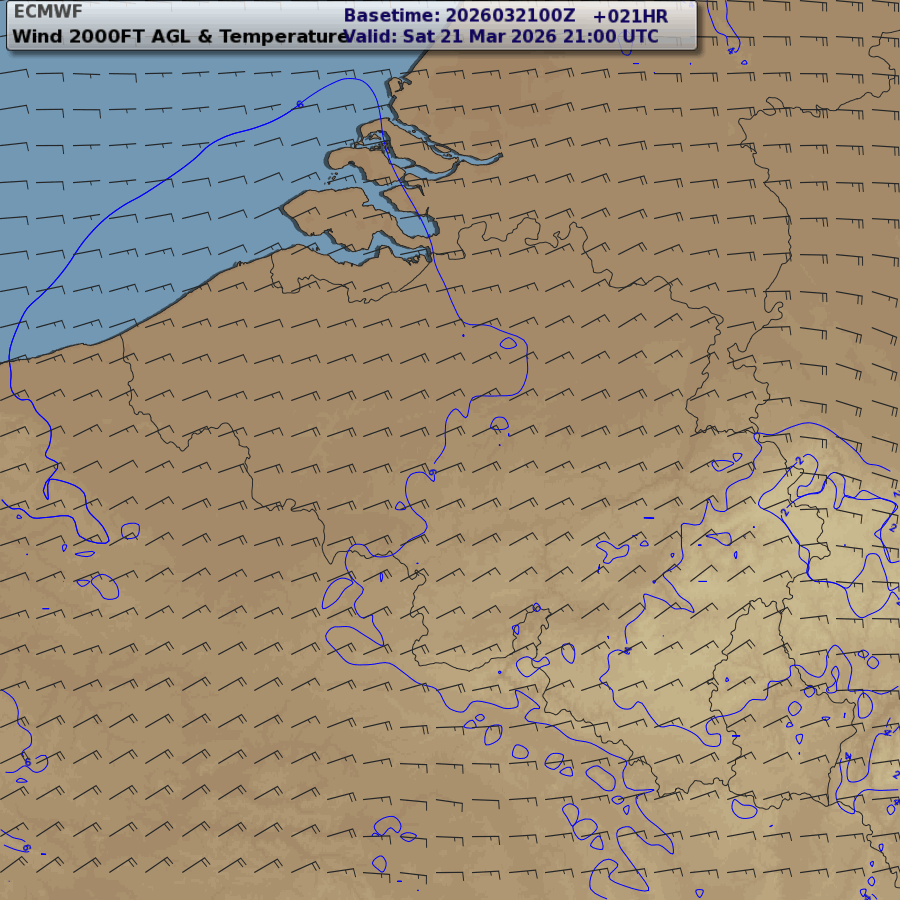 ECMWF
Basetime: 2026032100Z +021HR
Wind 2000FT AGL & Temperature
Valid: Sat 21 Mar 2026 21:00 UTC